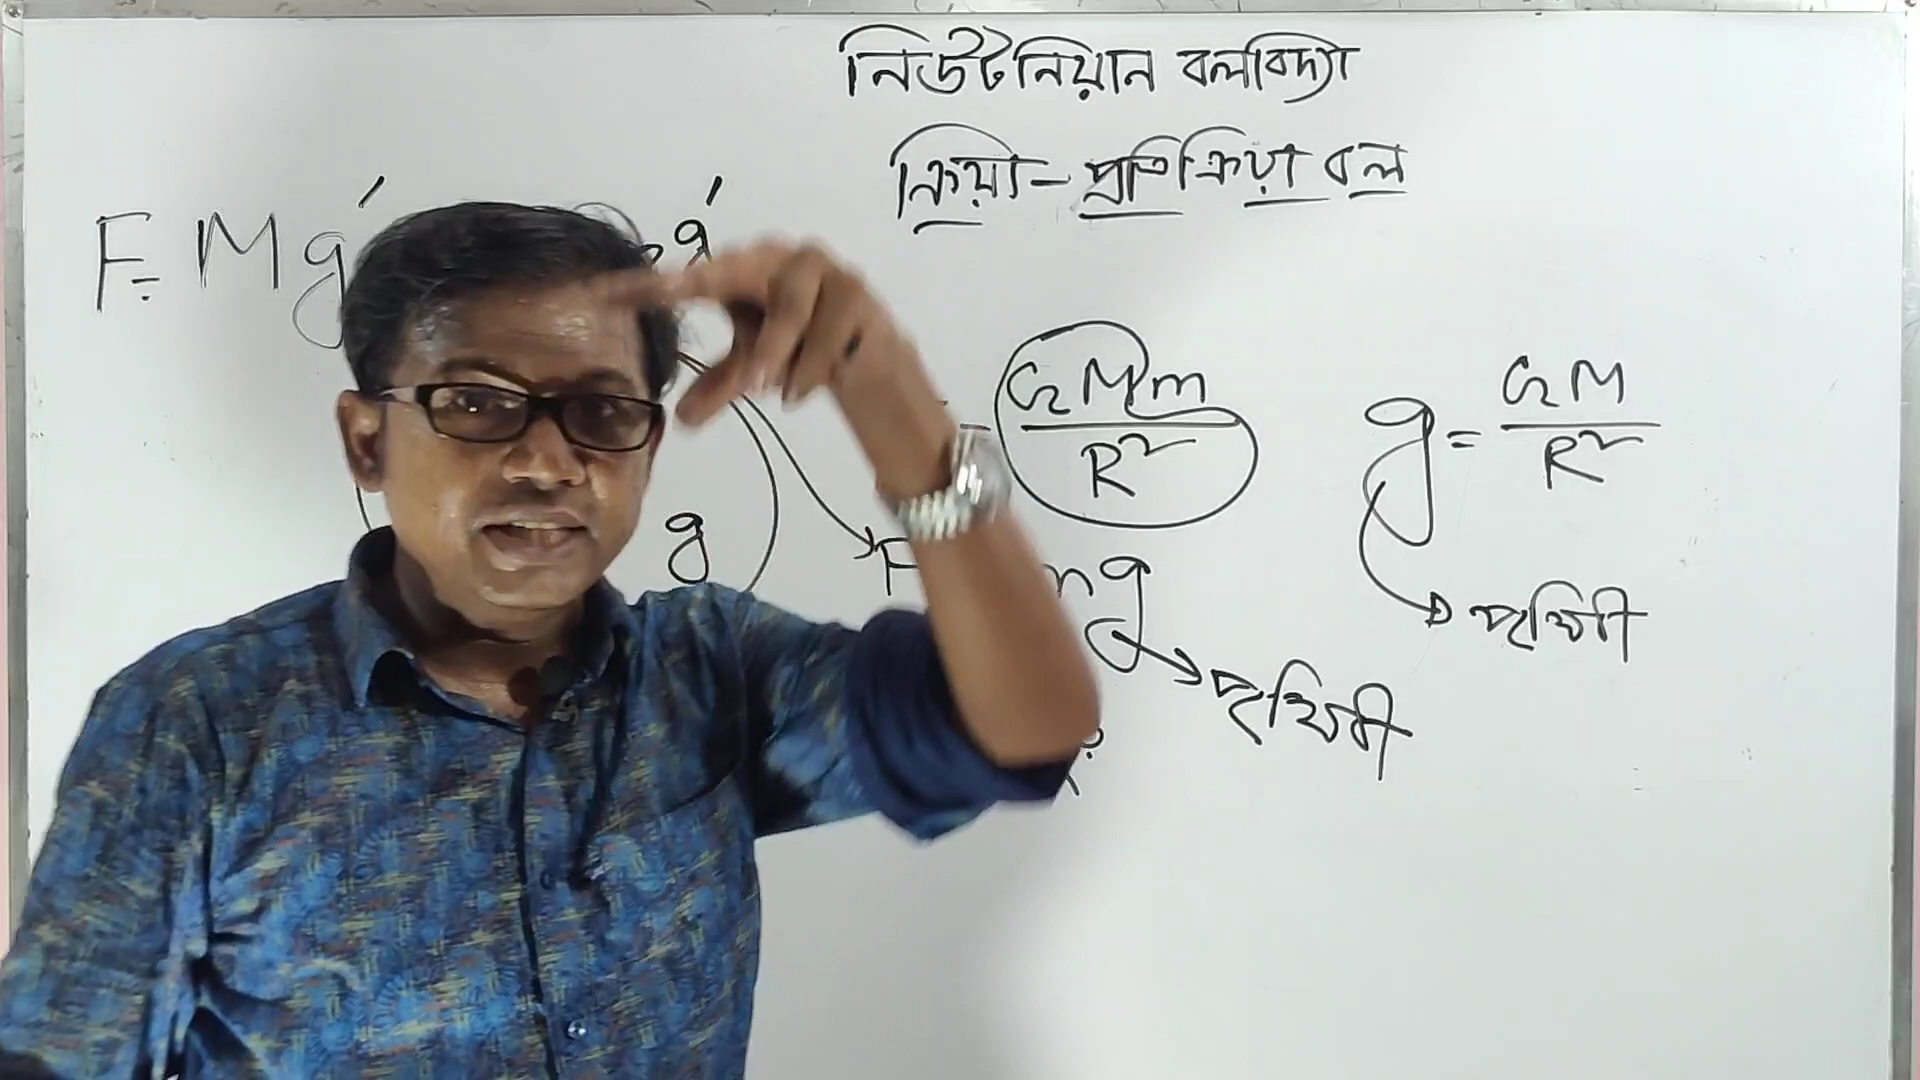 নিউটনিয়ান বলবিদ্যা
ক্রিয়া - প্রতিক্রিয়া বল
F = Mg' g'
= GMm/R²
g = GM/R²
g
F mg
→ পৃথিবী
→ পৃথিবী